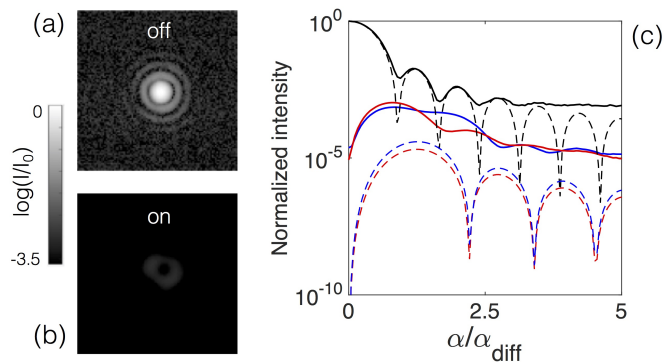 (a)
off
0
log(I/I0)
-3.5
on
(b)
(c)
Normalized intensity
10^0
10^-5
10^-10
0
2.5
5
α/α_diff